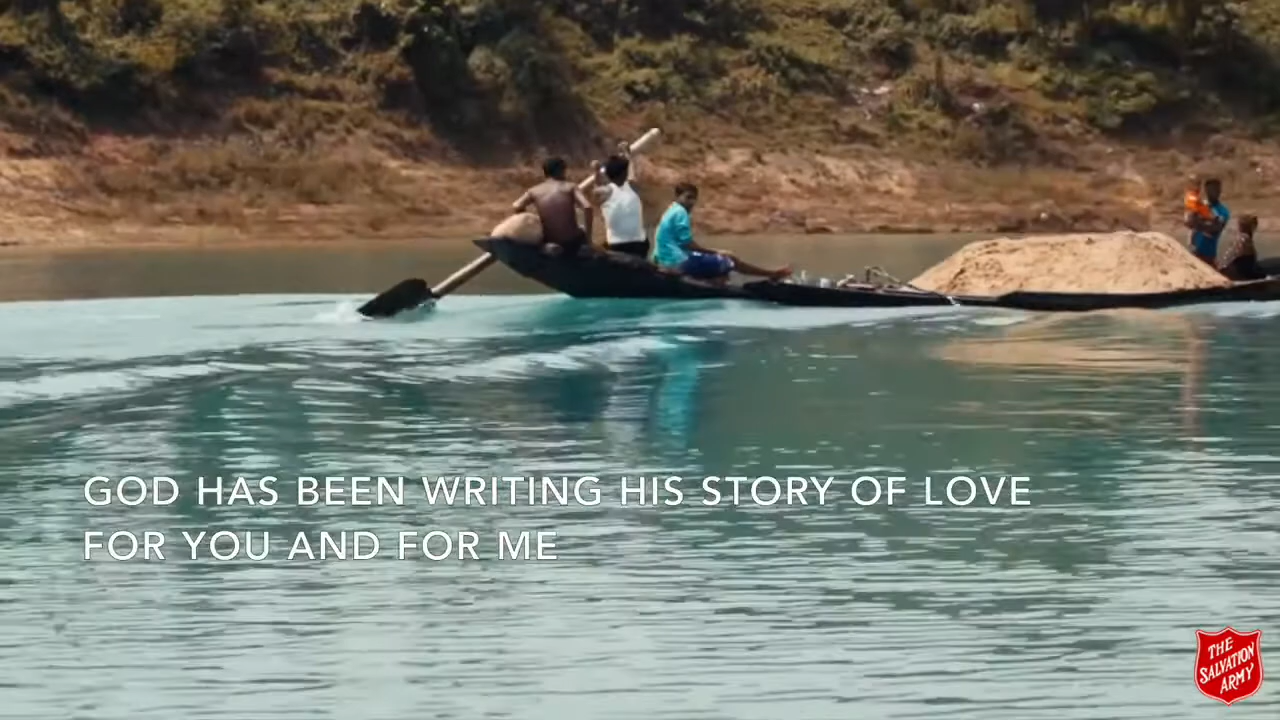 GOD HAS BEEN WRITING HIS STORY OF LOVE
FOR YOU AND FOR ME
THE
SALVATION
ARMY